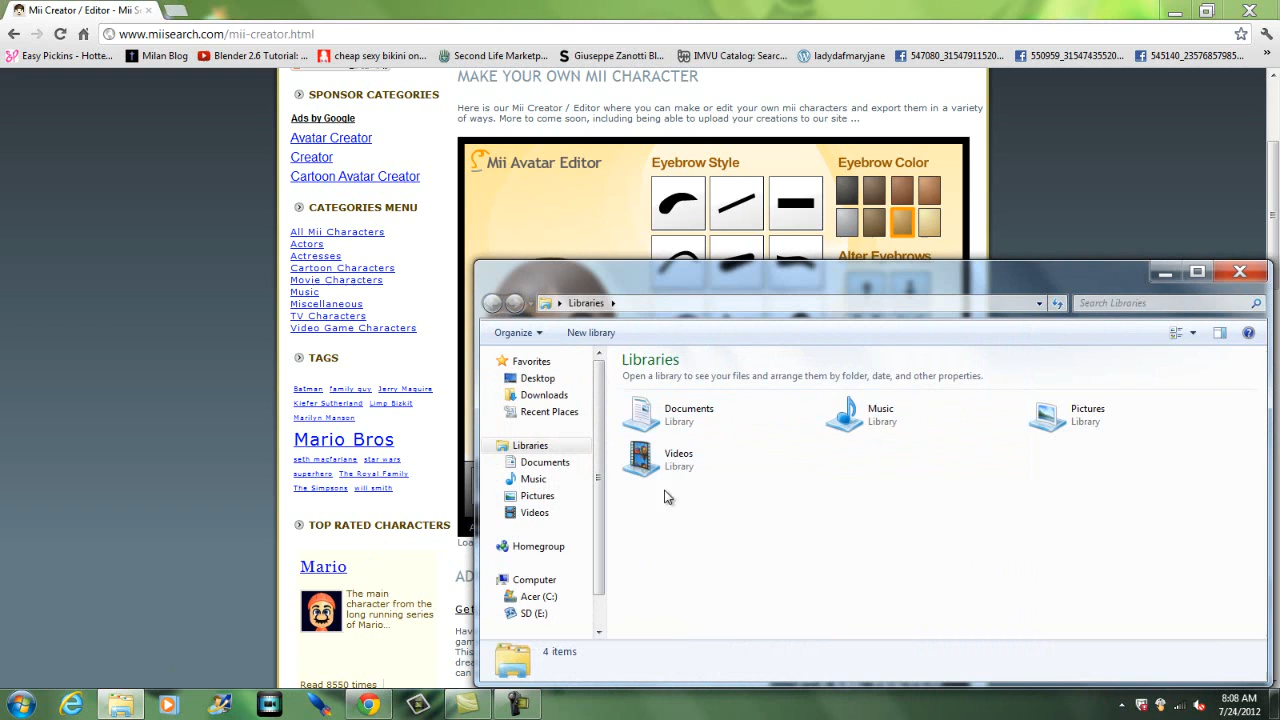 Mii Creator / Editor - Mii S
www.miisearch.com/mii-creator.html
Easy Pickins - Hotte...
Milan Blog
Blender 2.6 Tutorial: ...
cheap sexy bikini on...
Second Life Marketp...
Giuseppe Zanotti Bl...
IMVU Catalog: Searc...
ladydafmaryjane
547080_31547911520...
550959_31547435520...
545140_23576857985...
SPONSOR CATEGORIES
Ads by Google
Avatar Creator
Creator
Cartoon Avatar Creator
CATEGORIES MENU
All Mii Characters
Actors
Actresses
Cartoon Characters
Movie Characters
Music
Miscellaneous
TV Characters
Video Game Characters
TAGS
Batman family guy Jerry Maguire
Kiefer Sutherland Limp Bizkit
Marilyn Manson
Mario Bros
seth macfarlane star wars
superhero The Royal Family
The Simpsons will smith
TOP RATED CHARACTERS
Mario
The main
character from the
long running series
of Mario...
Read 8550 times
MAKE YOUR OWN MII CHARACTER
Here is our Mii Creator / Editor where you can make or edit your own mii characters and export them in a variety
of ways. More to come soon, including being able to upload your creations to our site ...
Mii Avatar Editor
Eyebrow Style
Eyebrow Color
Alter Eyebrows
Libraries
Search Libraries
Organize
New library
Favorites
Desktop
Downloads
Recent Places
Libraries
Documents
Music
Pictures
Videos
Homegroup
Computer
Acer (C:)
SD (E:)
Libraries
Open a library to see your files and arrange them by folder, date, and other properties.
Documents
Library
Music
Library
Pictures
Library
Videos
Library
4 items
8:08 AM
7/24/2012